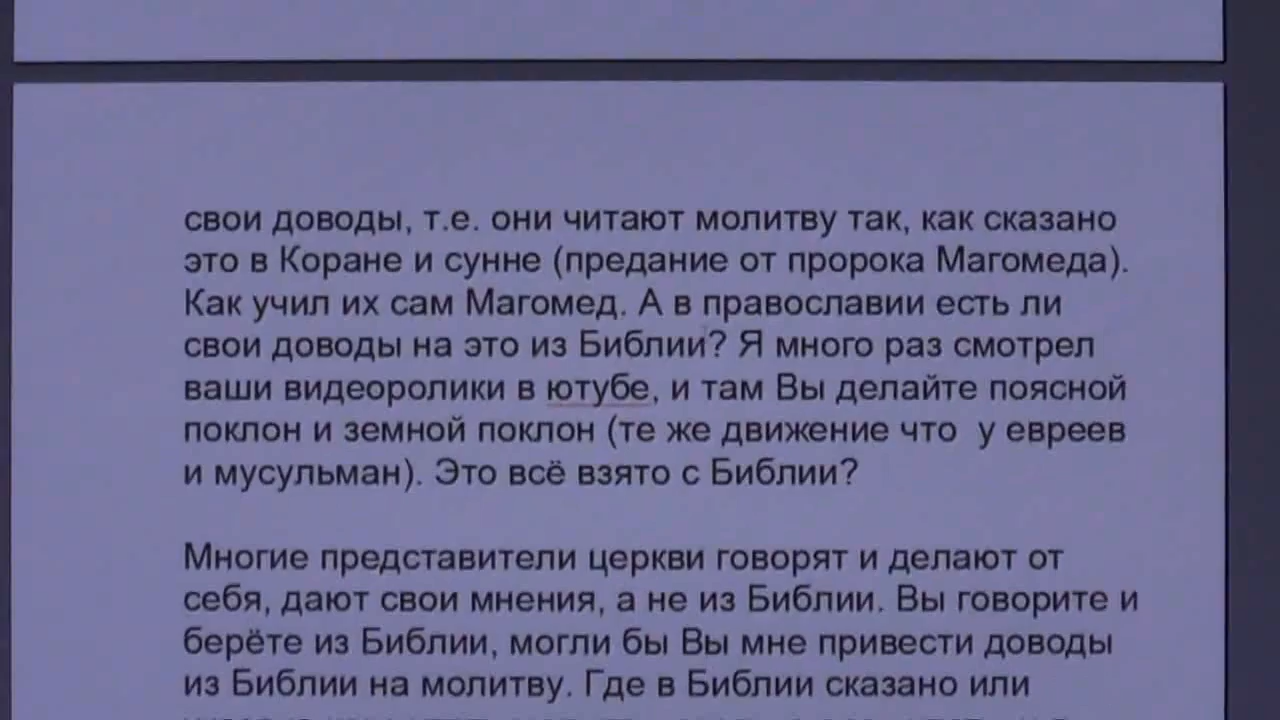 свои доводы, т.е. они читают молитву так, как сказано
это в Коране и сунне (предание от пророка Магомеда).
Как учил их сам Магомед. А в православии есть ли
свои доводы на это из Библии? Я много раз смотрел
ваши видеоролики в ютубе, и там Вы делайте поясной
поклон и земной поклон (те же движение что  у евреев
и мусульман). Это всё взято с Библии?
Многие представители церкви говорят и делают от
себя, дают свои мнения, а не из Библии. Вы говорите и
берёте из Библии, могли бы Вы мне привести доводы
из Библии на молитву. Где в Библии сказано или